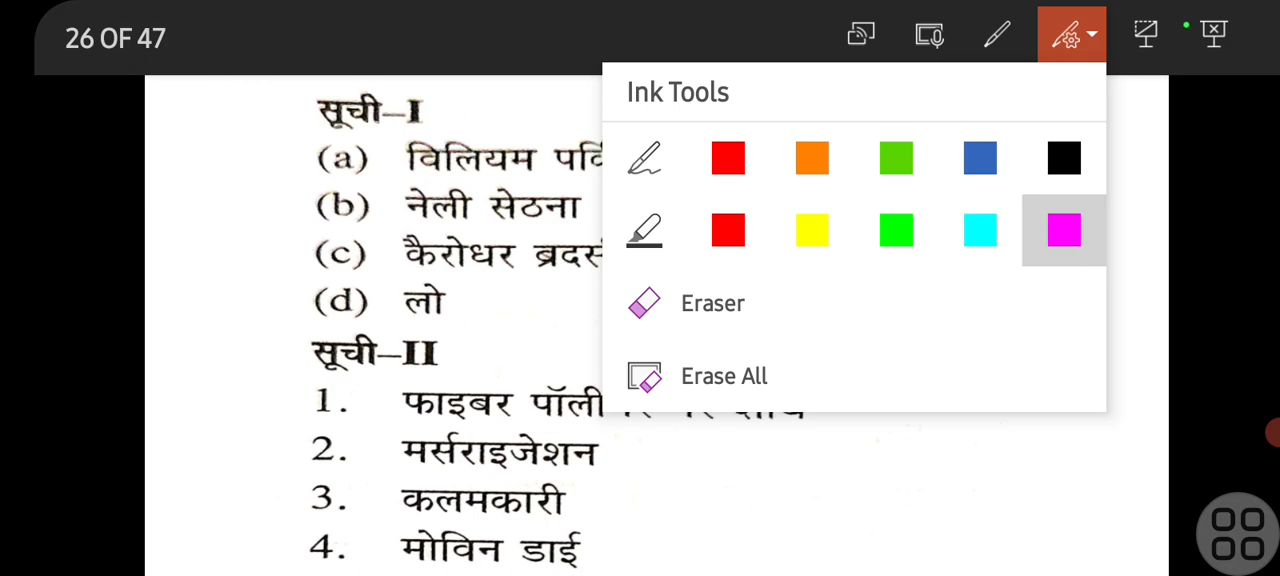 26 OF 47
Ink Tools
सूची–I
(a) विलियम
(b) नेली सेठना
(c) कैरोधर ब्रदर्स
(d) लो
Eraser
सूची–II
Erase All
1. फाइबर
2. मर्सराइजेशन
3. कलमकारी
4. मोविन डाई